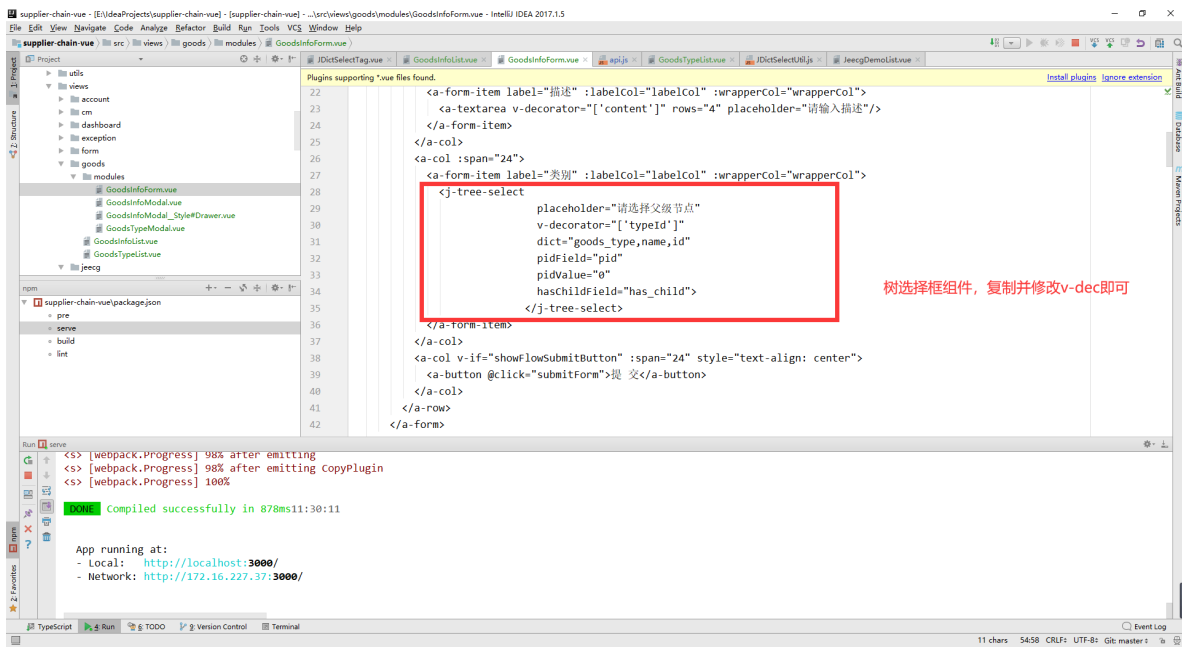 supplier-chain-vue - [E:\IdeaProjects\supplier-chain-vue] - [supplier-chain-vue] - ...\src\views\goods\modules\GoodsInfoForm.vue - IntelliJ IDEA 2017.1.5
File Edit View Navigate Code Analyze Refactor Build Run Tools VCS Window Help
supplier-chain-vue src views goods modules GoodsInfoForm.vue
Project
JDictSelectTag.vue GoodsInfoList.vue GoodsInfoForm.vue api.js GoodsTypeList.vue JDictSelectUtil.js JeecgDemoList.vue
Plugins supporting *.vue files found. Install plugins Ignore extension
1: Project
Z: Structure
npm
2: Favorites
Ant Build
Database
Maven Projects
utils
views
account
cm
dashboard
exception
form
goods
modules
GoodsInfoForm.vue
GoodsInfoModal.vue
GoodsInfoModal_Style#Drawer.vue
GoodsTypeModal.vue
GoodsInfoList.vue
GoodsTypeList.vue
jeecg
npm
supplier-chain-vue\package.json
pre
serve
build
lint
22 <a-form-item label="描述" :labelCol="labelCol" :wrapperCol="wrapperCol">
23 <a-textarea v-decorator="['content']" rows="4" placeholder="请输入描述"/>
24 </a-form-item>
25 </a-col>
26 <a-col :span="24">
27 <a-form-item label="类别" :labelCol="labelCol" :wrapperCol="wrapperCol">
28 <j-tree-select
29 placeholder="请选择父级节点"
30 v-decorator="['typeId']"
31 dict="goods_type,name,id"
32 pidField="pid"
33 pidValue="0"
34 hasChildField="has_child">
35 </j-tree-select>
36 </a-form-item>
37 </a-col>
38 <a-col v-if="showFlowSubmitButton" :span="24" style="text-align: center">
39 <a-button @click="submitForm">提 交</a-button>
40 </a-col>
41 </a-row>
42 </a-form>
树选择框组件，复制并修改v-dec即可
Run serve
<s> [webpack.Progress] 98% after emitting
<s> [webpack.Progress] 98% after emitting CopyPlugin
<s> [webpack.Progress] 100%
DONE Compiled successfully in 878ms11:30:11
App running at:
- Local: http://localhost:3000/
- Network: http://172.16.227.37:3000/
TypeScript 4: Run 6: TODO 9: Version Control Terminal Event Log
11 chars 54:58 CRLF÷ UTF-8÷ Git: master÷